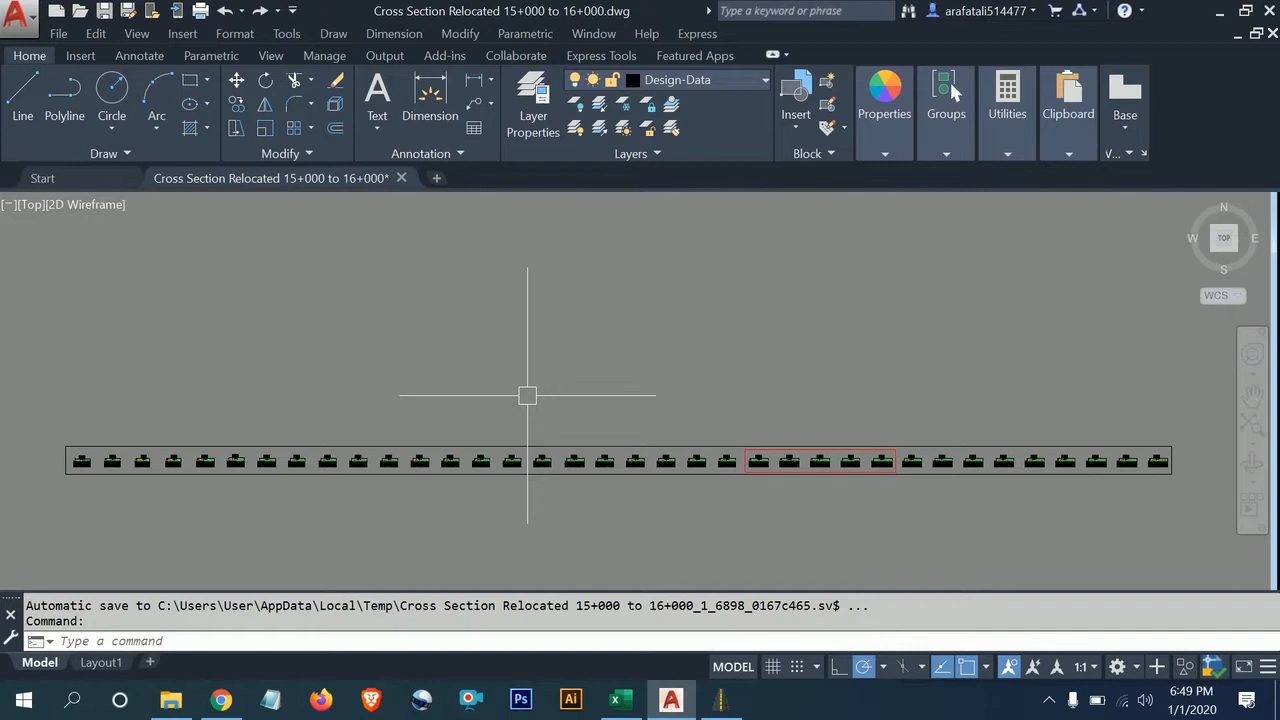 Cross Section Relocated 15+000 to 16+000.dwg
Type a keyword or phrase
arafatali514477
File Edit View Insert Format Tools Draw Dimension Modify Parametric Window Help Express
Home Insert Annotate Parametric View Manage Output Add-ins Collaborate Express Tools Featured Apps
Line Polyline Circle Arc
Text Dimension
Layer Properties
Design-Data
Insert
Properties Groups Utilities Clipboard Base
Draw Modify Annotation Layers Block V...
Start Cross Section Relocated 15+000 to 16+000*
[−][Top][2D Wireframe]
N
W TOP E
S
WCS
Automatic save to C:\Users\User\AppData\Local\Temp\Cross Section Relocated 15+000 to 16+000_1_6898_0167c465.sv$ ...
Command:
Type a command
Model Layout1
MODEL 1:1
Ps Ai
6:49 PM
1/1/2020